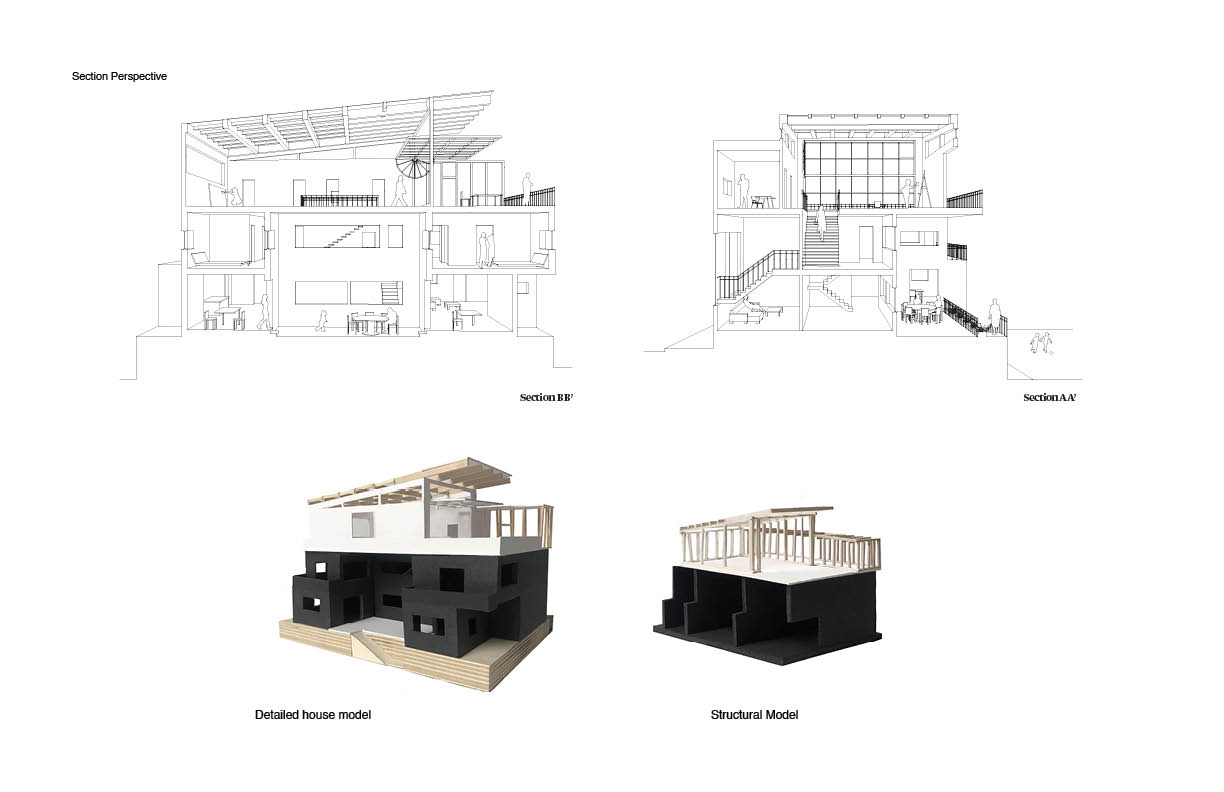 Section Perspective
Section BB'
Section AA'
Detailed house model
Structural Model